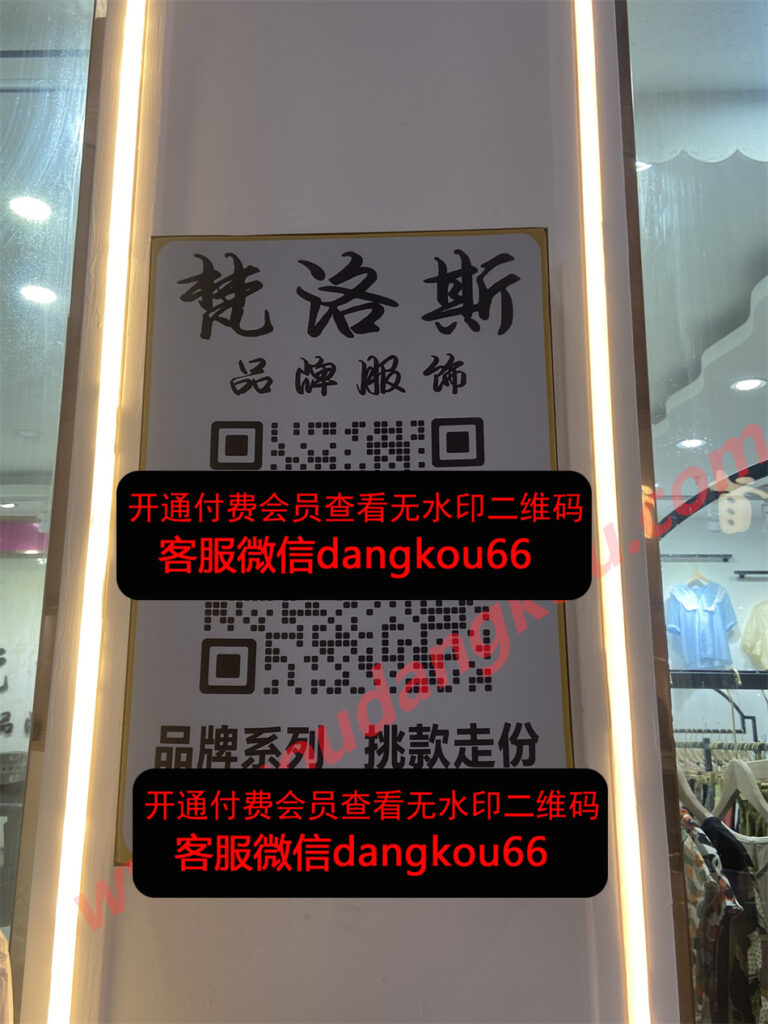 梵洛斯
品牌服饰
开通付费会员查看无水印二维码
客服微信dangkou66
品牌系列 挑款走份
开通付费会员查看无水印二维码
客服微信dangkou66